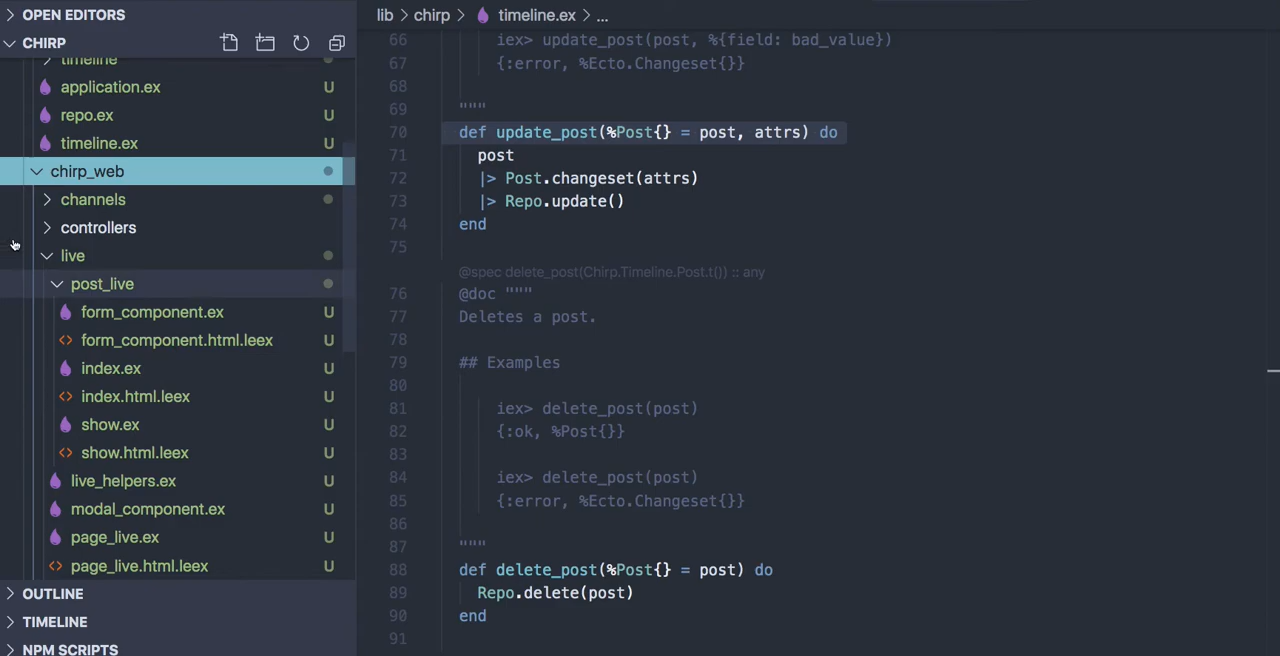 OPEN EDITORS
CHIRP
timeline
application.ex U
repo.ex U
timeline.ex U
chirp_web
channels
controllers
live
post_live
form_component.ex U
form_component.html.leex U
index.ex U
index.html.leex U
show.ex U
show.html.leex U
live_helpers.ex U
modal_component.ex U
page_live.ex U
page_live.html.leex U
OUTLINE
TIMELINE
NPM SCRIPTS
lib > chirp > timeline.ex > ...
66 iex> update_post(post, %{field: bad_value})
67 {:error, %Ecto.Changeset{}}
68
69 """
70 def update_post(%Post{} = post, attrs) do
71 post
72 |> Post.changeset(attrs)
73 |> Repo.update()
74 end
75
@spec delete_post(Chirp.Timeline.Post.t()) :: any
76 @doc """
77 Deletes a post.
78
79 ## Examples
80
81 iex> delete_post(post)
82 {:ok, %Post{}}
83
84 iex> delete_post(post)
85 {:error, %Ecto.Changeset{}}
86
87 """
88 def delete_post(%Post{} = post) do
89 Repo.delete(post)
90 end
91